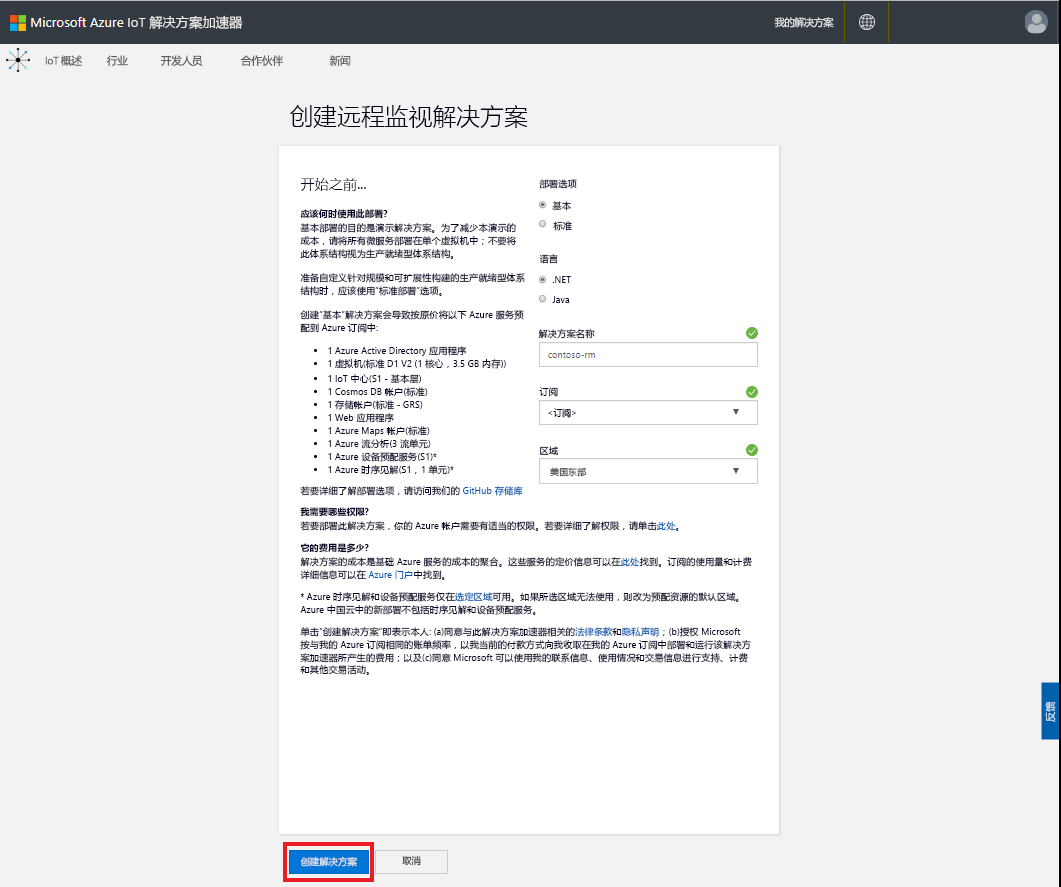 Microsoft Azure IoT 解决方案加速器
我的解决方案
IoT 概述 行业 开发人员 合作伙伴 新闻
创建远程监视解决方案
开始之前...
应该何时使用此部署?
基本部署的目的是演示解决方案。为了减少本演示的
成本，请将所有微服务部署在单个虚拟机中；不要将
此体系结构视为生产就绪型体系结构。
准备自定义针对规模和可扩展性构建的生产就绪型体系
结构时，应该使用"标准部署"选项。
创建"基本"解决方案会导致按原价将以下 Azure 服务预
配到 Azure 订阅中:
• 1 Azure Active Directory 应用程序
• 1 虚拟机(标准 D1 V2 (1 核心，3.5 GB 内存))
• 1 IoT 中心(S1 - 基本层)
• 1 Cosmos DB 帐户(标准)
• 1 存储帐户(标准 - GRS)
• 1 Web 应用程序
• 1 Azure Maps 帐户(标准)
• 1 Azure 流分析(3 流单元)
• 1 Azure 设备预配服务(S1)*
• 1 Azure 时序见解(S1，1 单元)*
若要详细了解部署选项，请访问我们的 GitHub 存储库
部署选项
基本
标准
语言
.NET
Java
解决方案名称
contoso-rm
订阅
<订阅>
区域
美国东部
我需要哪些权限?
若要部署此解决方案，你的 Azure 帐户需要有适当的权限。若要详细了解权限，请单击此处。
它的费用是多少?
解决方案的成本是基础 Azure 服务的成本的聚合。这些服务的定价信息可以在此处找到。订阅的使用量和计费
详细信息可以在 Azure 门户中找到。
* Azure 时序见解和设备预配服务仅在选定区域可用。如果所选区域无法使用，则改为预配资源的默认区域。
Azure 中国云中的新部署不包括时序见解和设备预配服务。
单击"创建解决方案"即表示本人: (a)同意与此解决方案加速器相关的法律条款和隐私声明；(b)授权 Microsoft
按与我的 Azure 订阅相同的账单频率，以我当前的付款方式向我收取在我的 Azure 订阅中部署和运行该解决方
案加速器所产生的费用；以及(c)同意 Microsoft 可以使用我的联系信息、使用情况和交易信息进行支持、计费
和其他交易活动。
反馈
创建解决方案 取消